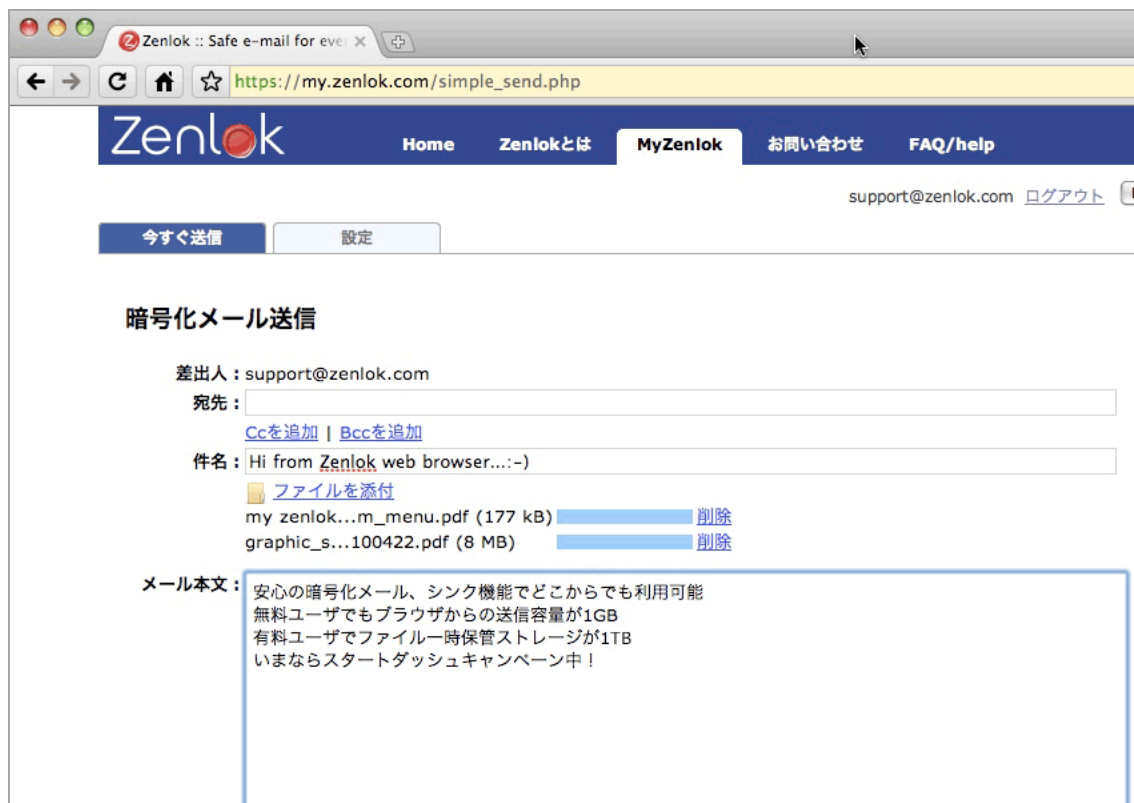 Zenlok :: Safe e-mail for eve
https://my.zenlok.com/simple_send.php
Zenlok
Home Zenlokとは MyZenlok お問い合わせ FAQ/help
support@zenlok.com ログアウト
今すぐ送信 設定
暗号化メール送信
差出人 : support@zenlok.com
宛先 :
Ccを追加 | Bccを追加
件名 : Hi from Zenlok web browser...:-)
ファイルを添付
my zenlok...m_menu.pdf (177 kB) 削除
graphic_s...100422.pdf (8 MB) 削除
メール本文 :
安心の暗号化メール、シンク機能でどこからでも利用可能
無料ユーザでもブラウザからの送信容量が1GB
有料ユーザでファイル一時保管ストレージが1TB
いまならスタートダッシュキャンペーン中！